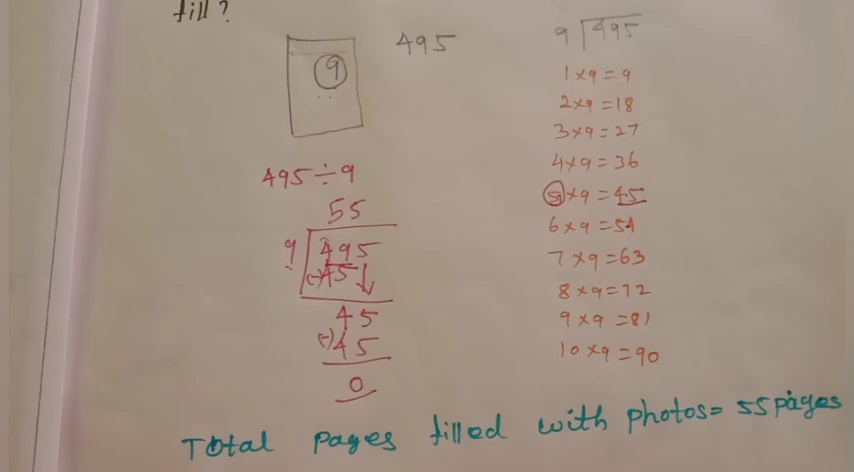 fill?
9
495
495 ÷ 9
55
9 495
(-) 45
45
(-) 45
0
9 495
1 x 9 = 9
2 x 9 = 18
3 x 9 = 27
4 x 9 = 36
5 x 9 = 45
6 x 9 = 54
7 x 9 = 63
8 x 9 = 72
9 x 9 = 81
10 x 9 = 90
Total pages filled with photos = 55 pages